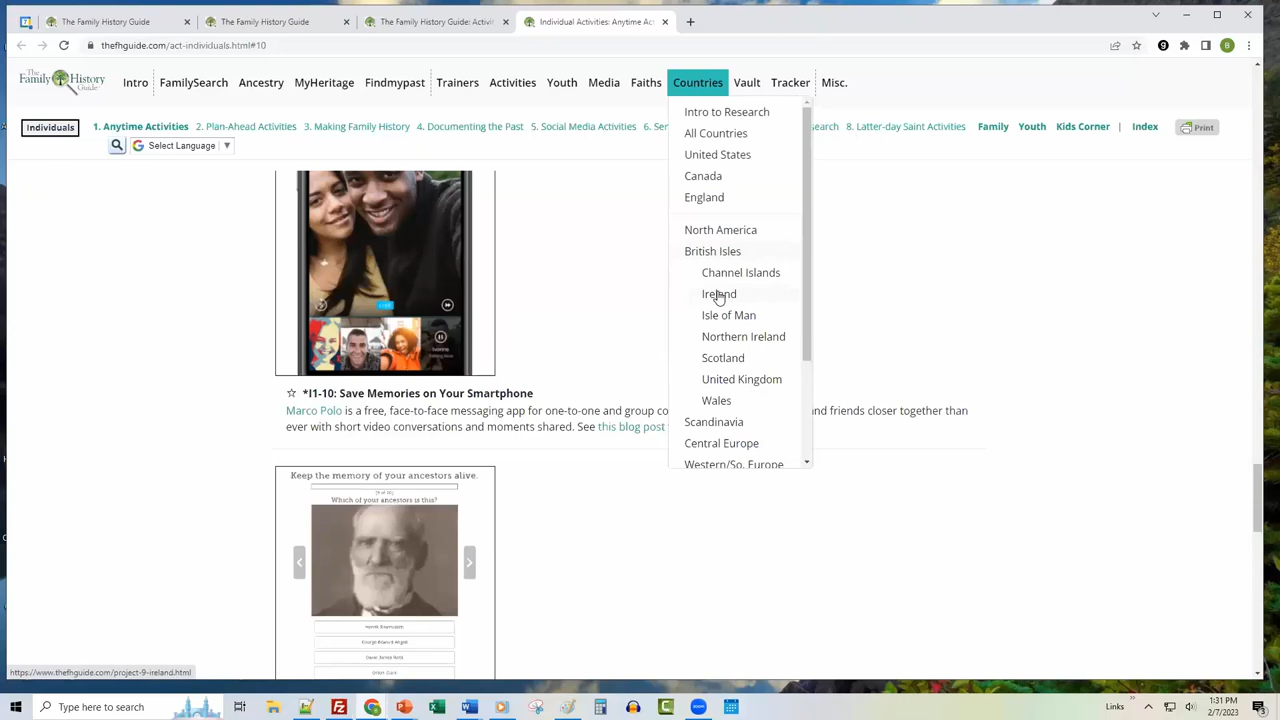 The Family History Guide
The Family History Guide
The Family History Guide: Activi
Individual Activities: Anytime Ac
thefhguide.com/act-individuals.html#10
The Family History Guide
Intro
FamilySearch
Ancestry
MyHeritage
Findmypast
Trainers
Activities
Youth
Media
Faiths
Countries
Vault
Tracker
Misc.
Individuals
1. Anytime Activities
2. Plan-Ahead Activities
3. Making Family History
4. Documenting the Past
5. Social Media Activities
6. Ser
search
8. Latter-day Saint Activities
Family
Youth
Kids Corner
Index
Print
Select Language
Intro to Research
All Countries
United States
Canada
England
North America
British Isles
Channel Islands
Ireland
Isle of Man
Northern Ireland
Scotland
United Kingdom
Wales
Scandinavia
Central Europe
Western/So. Europe
*I1-10: Save Memories on Your Smartphone
Marco Polo is a free, face-to-face messaging app for one-to-one and group co
and friends closer together than
ever with short video conversations and moments shared. See this blog post
Keep the memory of your ancestors alive.
Which of your ancestors is this?
https://www.thefhguide.com/project-9-ireland.html
Type here to search
Links
1:31 PM
2/7/2023